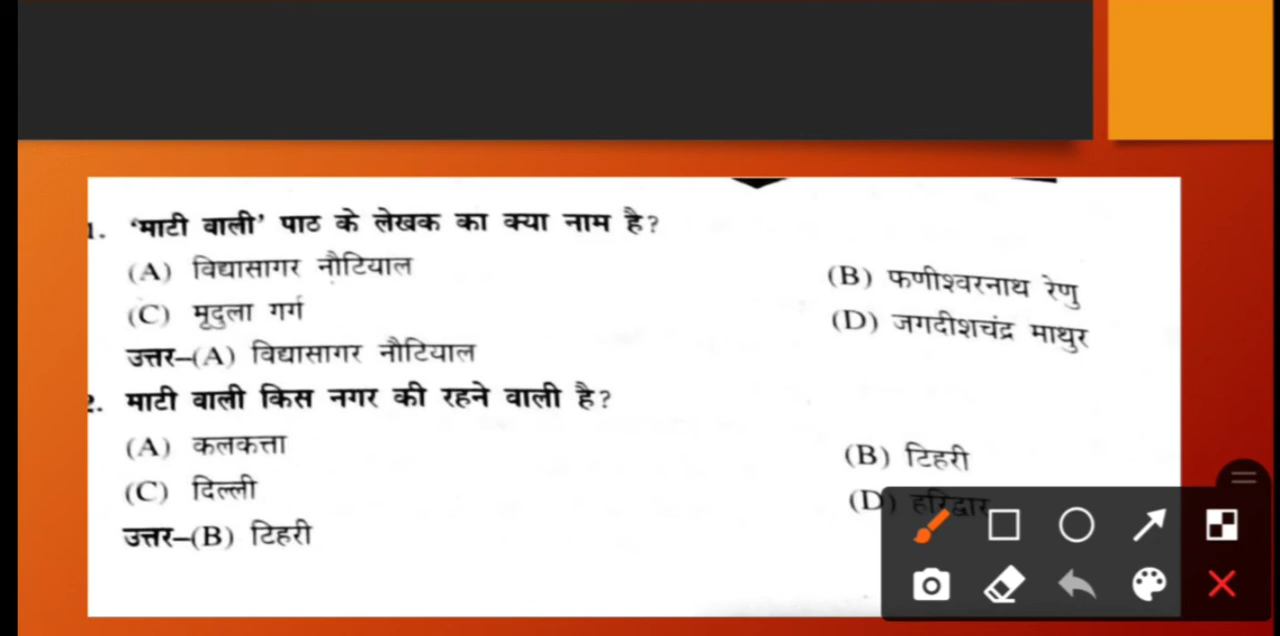 1. ‘माटी वाली’ पाठ के लेखक का क्या नाम है?
(A) विद्यासागर नौटियाल (B) फणीश्वरनाथ रेणु
(C) मृदुला गर्ग (D) जगदीशचंद्र माथुर
उत्तर–(A) विद्यासागर नौटियाल
2. माटी वाली किस नगर की रहने वाली है?
(A) कलकत्ता (B) टिहरी
(C) दिल्ली (D) हरिद्वार
उत्तर–(B) टिहरी